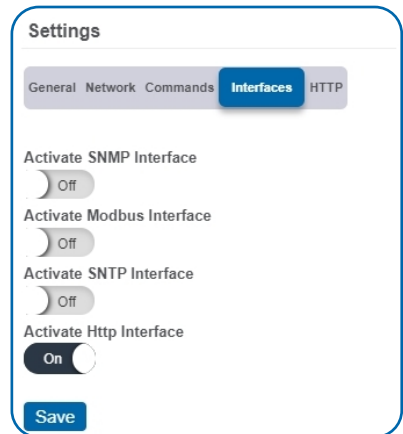 Settings
General Network Commands Interfaces HTTP
Activate SNMP Interface
Off
Activate Modbus Interface
Off
Activate SNTP Interface
Off
Activate Http Interface
On
Save